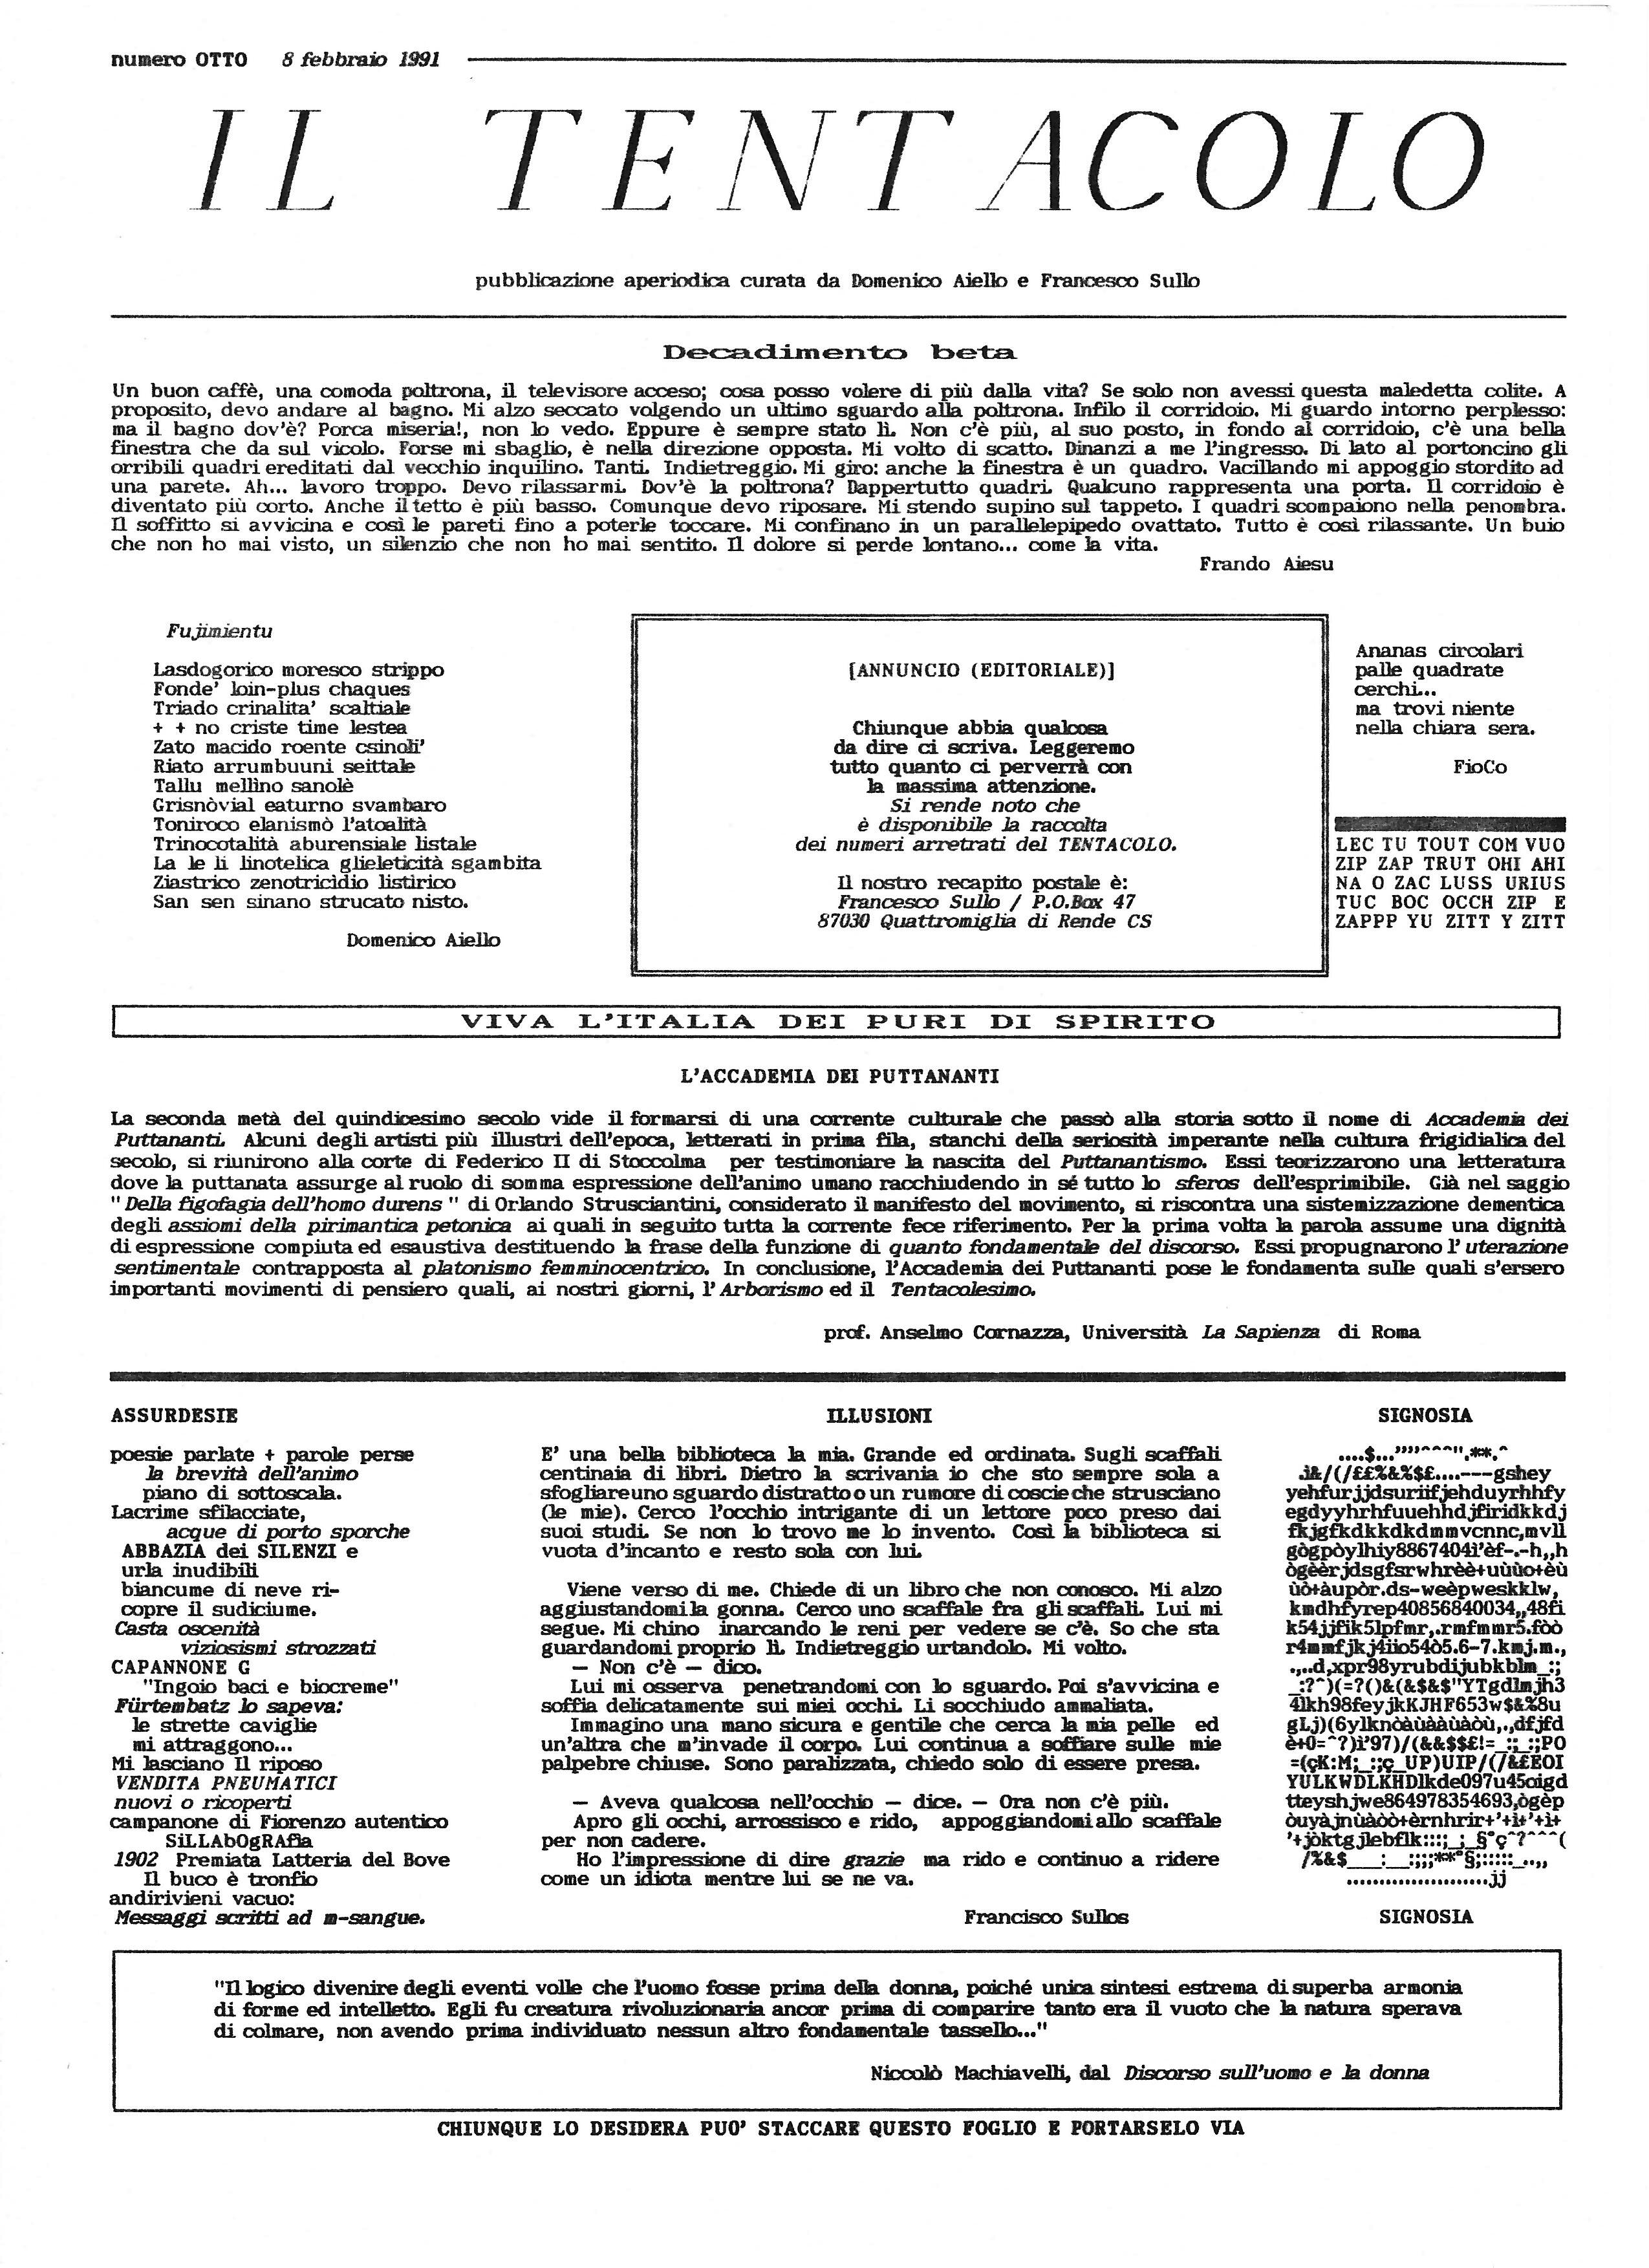 numero OTTO 8 febbraio 1991
IL TENTACOLO
pubblicazione aperiodica curata da Domenico Aiello e Francesco Sullo
Decadimento beta
Un buon caffè, una comoda poltrona, il televisore acceso; cosa posso volere di più dalla vita? Se solo non avessi questa maledetta colite. A
proposito, devo andare al bagno. Mi alzo seccato volgendo un ultimo sguardo alla poltrona. Infilo il corridoio. Mi guardo intorno perplesso:
ma il bagno dov'è? Porca miseria!, non lo vedo. Eppure è sempre stato lì. Non c'è più, al suo posto, in fondo al corridoio, c'è una bella
finestra che da sul vicolo. Forse mi sbaglio, è nella direzione opposta. Mi volto di scatto. Dinanzi a me l'ingresso. Di lato al portoncino gli
orribili quadri ereditati dal vecchio inquilino. Tanti. Indietreggio. Mi giro: anche la finestra è un quadro. Vacillando mi appoggio stordito ad
una parete. Ah... lavoro troppo. Devo rilassarmi. Dov'è la poltrona? Dappertutto quadri. Qualcuno rappresenta una porta. Il corridoio è
diventato più corto. Anche il tetto è più basso. Comunque devo riposare. Mi stendo supino sul tappeto. I quadri scompaiono nella penombra.
Il soffitto si avvicina e così le pareti fino a poterle toccare. Mi confinano in un parallelepipedo ovattato. Tutto è così rilassante. Un buio
che non ho mai visto, un silenzio che non ho mai sentito. Il dolore si perde lontano... come la vita.
Frando Aiesu
Fujimientu
Lasdogorico moresco strippo
Fonde' loin-plus chaques
Triado crinalita' scaltiale
+ + no criste time lestea
Zato macido roente csinoli'
Riato arrumbuuni seittale
Tallu mellìno sanolè
Grisnòvial eaturno svambaro
Toniroco elanismò l'atoalità
Trinocotalità aburensiale listale
La le li linotelica glieleticità sgambita
Ziastrico zenotricidio listirico
San sen sinano strucato nisto.
Domenico Aiello
[ANNUNCIO (EDITORIALE)]
Chiunque abbia qualcosa
da dire ci scriva. Leggeremo
tutto quanto ci perverrà con
la massima attenzione.
Si rende noto che
è disponibile la raccolta
dei numeri arretrati del TENTACOLO.
Il nostro recapito postale è:
Francesco Sullo / P.O.Box 47
87030 Quattromiglia di Rende CS
Ananas circolari
palle quadrate
cerchi...
ma trovi niente
nella chiara sera.
FioCo
LEC TU TOUT COM VUO
ZIP ZAP TRUT OHI AHI
NA O ZAC LUSS URIUS
TUC BOC OCCH ZIP E
ZAPPP YU ZITT Y ZITT
VIVA L'ITALIA DEI PURI DI SPIRITO
L'ACCADEMIA DEI PUTTANANTI
La seconda metà del quindicesimo secolo vide il formarsi di una corrente culturale che passò alla storia sotto il nome di Accademia dei
Puttananti. Alcuni degli artisti più illustri dell'epoca, letterati in prima fila, stanchi della seriosità imperante nella cultura frigidialica del
secolo, si riunirono alla corte di Federico II di Stoccolma per testimoniare la nascita del Puttanantismo. Essi teorizzarono una letteratura
dove la puttanata assurge al ruolo di somma espressione dell'animo umano racchiudendo in sé tutto lo sferos dell'esprimibile. Già nel saggio
" Della figofagia dell'homo durens " di Orlando Strusciantini, considerato il manifesto del movimento, si riscontra una sistemizzazione dementica
degli assiomi della pirimantica petonica ai quali in seguito tutta la corrente fece riferimento. Per la prima volta la parola assume una dignità
di espressione compiuta ed esaustiva destituendo la frase della funzione di quanto fondamentale del discorso. Essi propugnarono l' uterazione
sentimentale contrapposta al platonismo femminocentrico. In conclusione, l'Accademia dei Puttananti pose le fondamenta sulle quali s'ersero
importanti movimenti di pensiero quali, ai nostri giorni, l' Arborismo ed il Tentacolesimo.
prof. Anselmo Cornazza, Università La Sapienza di Roma
ASSURDESIE
poesie parlate + parole perse
la brevità dell'animo
piano di sottoscala.
Lacrime sfilacciate,
acque di porto sporche
ABBAZIA dei SILENZI e
urla inudibili
biancume di neve ri-
copre il sudiciume.
Casta oscenità
viziosismi strozzati
CAPANNONE G
"Ingoio baci e biocreme"
Fürtembatz lo sapeva:
le strette caviglie
mi attraggono...
Mi lasciano Il riposo
VENDITA PNEUMATICI
nuovi o ricoperti
campanone di Fiorenzo autentico
SiLLAbOgRAfia
1902 Premiata Latteria del Bove
Il buco è tronfio
andirivieni vacuo:
Messaggi scritti ad m-sangue.
ILLUSIONI
E' una bella biblioteca la mia. Grande ed ordinata. Sugli scaffali
centinaia di libri. Dietro la scrivania io che sto sempre sola a
sfogliare uno sguardo distratto o un rumore di coscie che strusciano
(le mie). Cerco l'occhio intrigante di un lettore poco preso dai
suoi studi. Se non lo trovo me lo invento. Così la biblioteca si
vuota d'incanto e resto sola con lui.
Viene verso di me. Chiede di un libro che non conosco. Mi alzo
aggiustandomi la gonna. Cerco uno scaffale fra gli scaffali. Lui mi
segue. Mi chino inarcando le reni per vedere se c'è. So che sta
guardandomi proprio lì. Indietreggio urtandolo. Mi volto.
— Non c'è — dico.
Lui mi osserva penetrandomi con lo sguardo. Poi s'avvicina e
soffia delicatamente sui miei occhi. Li socchiudo ammaliata.
Immagino una mano sicura e gentile che cerca la mia pelle ed
un'altra che m'invade il corpo. Lui continua a soffiare sulle mie
palpebre chiuse. Sono paralizzata, chiedo solo di essere presa.
— Aveva qualcosa nell'occhio — dice. — Ora non c'è più.
Apro gli occhi, arrossisco e rido, appoggiandomi allo scaffale
per non cadere.
Ho l'impressione di dire grazie ma rido e continuo a ridere
come un idiota mentre lui se ne va.
Francisco Sullos
SIGNOSIA
....$...,,,,^^^".**.^
.i&/(/££%&%$£....---gshey
yehfurjjdsuriifjehduyrhhfy
egdyyhrhfuuehhdjfiridkkdj
fkjgfkdkkdkdmmvcnnc,mvll
gògpòylhiy8867404ì'èf-.-h,,h
ògèèrjdsgfsrwhrèè+uùùo+èù
ùò+àupòr.ds-weèpweskklw,
kmdhfyrep40856840034,,48fi
k54jjfik5lpfmr,.rmfmmr5.fòò
r4mmfjkj4iio54ò5.6-7.kmj.m.,
.,..d,xpr98yrubdijubkblm_:;
_:?^)(=?()&(&$&$"YTgdlmjh3
4lkh98feyjkKJHF653w$&%8u
gLj)(6ylknòàùààùàòù,.,dfjfd
è+0=^?)ì'97)/(&&$$£!=_:;_:;PO
=(çK:M;_:;ç_UP)UIP/(/&£EOI
YULKWDLKHDlkde097u45oigd
tteyshjwe864978354693,ògèp
òuyàjnùàòò+èrnhrir+'+ì+'+ì+
'+jòktgjlebflk:::;_;_§°ç^?^^^(
/%&$___:__:;;;**°§;:::::_..,,
......................jj
SIGNOSIA
"Il logico divenire degli eventi volle che l'uomo fosse prima della donna, poiché unica sintesi estrema di superba armonia
di forme ed intelletto. Egli fu creatura rivoluzionaria ancor prima di comparire tanto era il vuoto che la natura sperava
di colmare, non avendo prima individuato nessun altro fondamentale tassello..."
Niccolò Machiavelli, dal Discorso sull'uomo e la donna
CHIUNQUE LO DESIDERA PUO' STACCARE QUESTO FOGLIO E PORTARSELO VIA